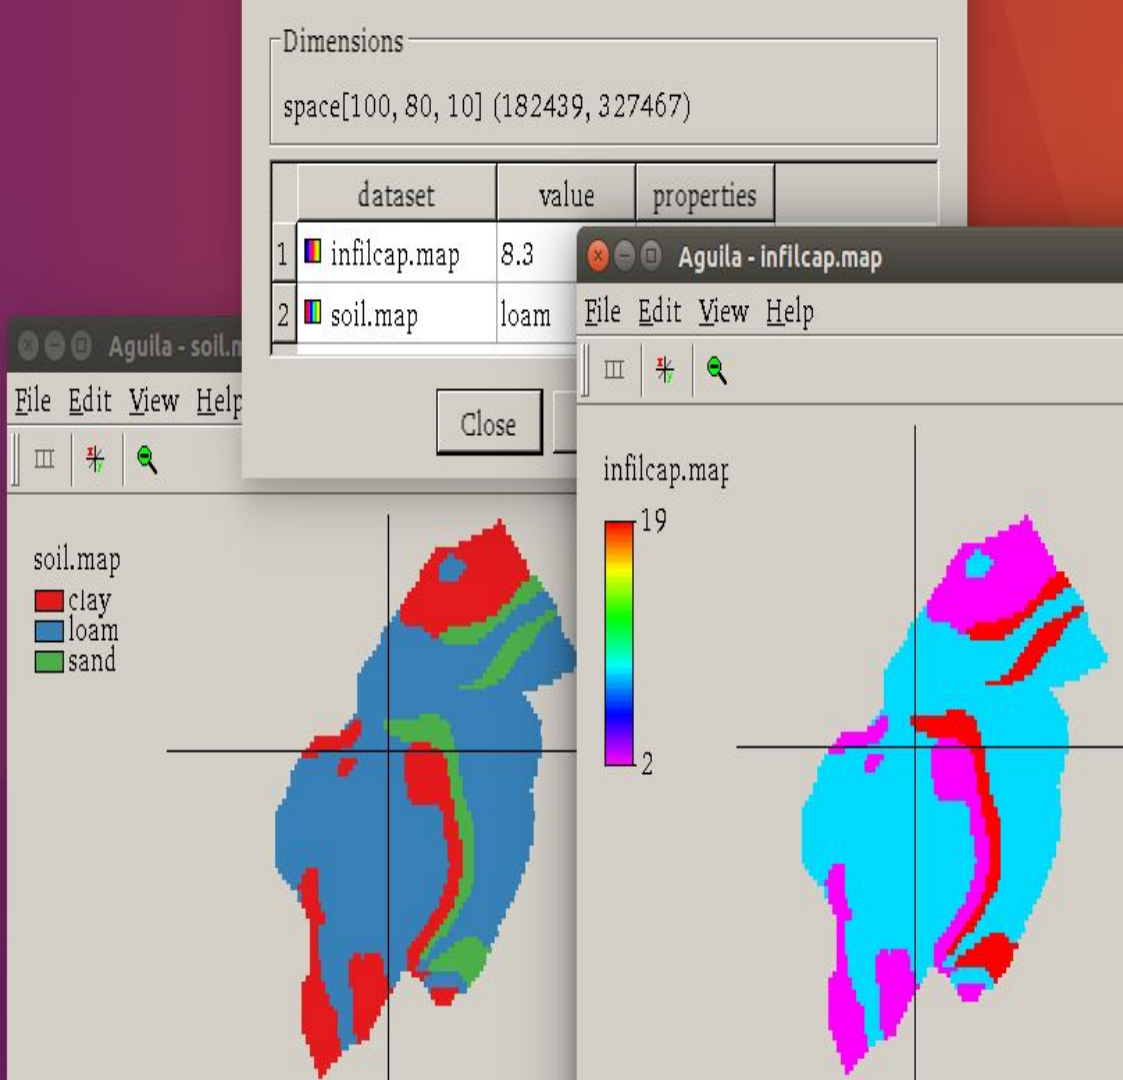 Dimensions
space[100, 80, 10] (182439, 327467)
dataset value properties
1 infilcap.map 8.3
2 soil.map loam
Close
Aguila - soil.m
File Edit View Help
soil.map
clay
loam
sand
Aguila - infilcap.map
File Edit View Help
infilcap.map
19
2